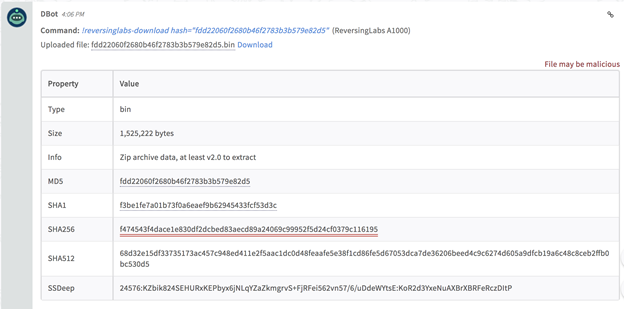 DBot 4:06 PM
Command: !reversinglabs-download hash="fdd22060f2680b46f2783b3b579e82d5" (ReversingLabs A1000)
Uploaded file: fdd22060f2680b46f2783b3b579e82d5.bin Download
File may be malicious
Property Value
Type bin
Size 1,525,222 bytes
Info Zip archive data, at least v2.0 to extract
MD5 fdd22060f2680b46f2783b3b579e82d5
SHA1 f3be1fe7a01b73f0a6eaef9b62945433fcf53d3c
SHA256 f474543f4dace1e830df2dcbed83aecd89a24069c99952f5d24cf0379c116195
SHA512 68d32e15df33735173ac457c948ed411e2f5aac1dc0d48feaafe5e38f1cd86fe5d67053dca7de36206beed4c9c6274d605a9dfcb19a6c48c8ceb2ffb0
bc530d5
SSDeep 24576:KZbik824SEHURxKEPbyx6jNLqYZaZkmgrvS+FjRFei562vn57/6/uDdeWYtsE:KoR2d3YxeNuAXBrXBRFeRczDItP